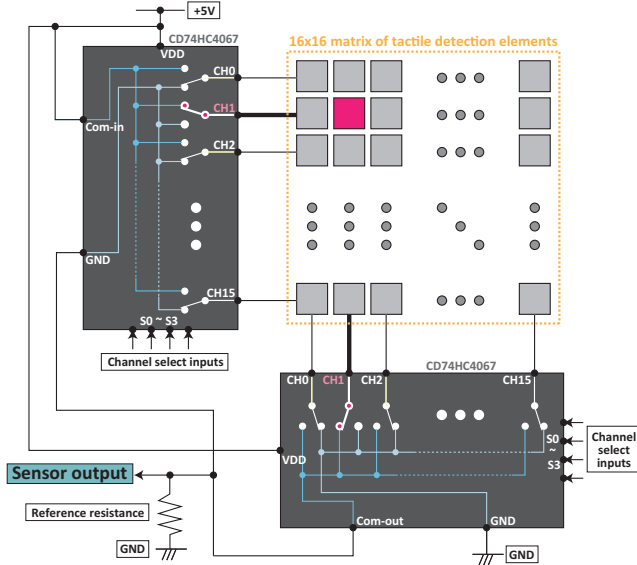 +5V
CD74HC4067
VDD
16x16 matrix of tactile detection elements
CH0
CH1
Com-in
CH2
GND
CH15
S0 ~ S3
Channel select inputs
CD74HC4067
CH0
CH1
CH2
CH15
S0
~
S3
Channel
select
inputs
VDD
Sensor output
Reference resistance
Com-out
GND
GND
GND